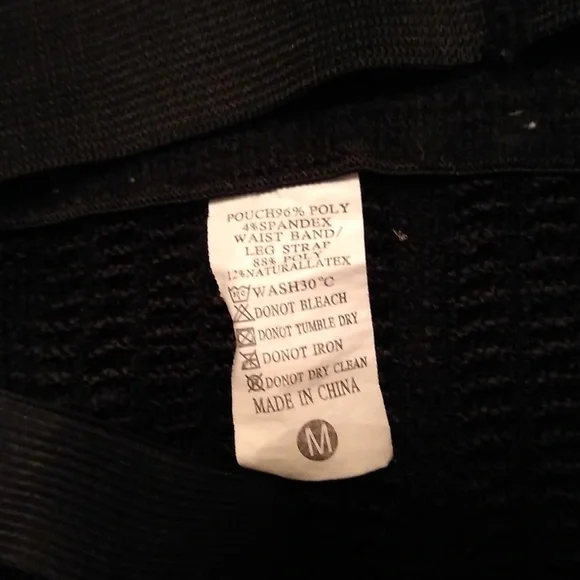 POUCH96% POLY
4%SPANDEX
WAIST BAND/
LEG STRAP
88% POLY
12%NATURALLATEX
WASH30°C
DONOT BLEACH
DONOT TUMBLE DRY
DONOT IRON
DONOT DRY CLEAN
MADE IN CHINA
M